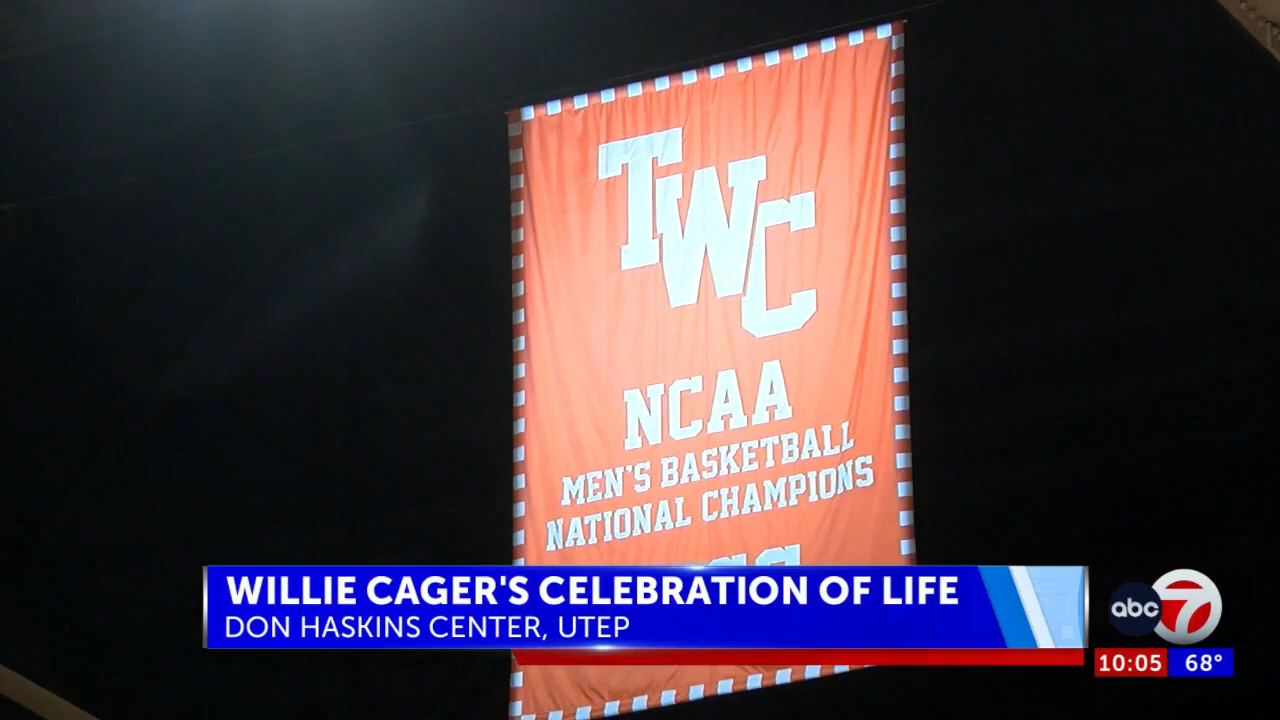 TWC
NCAA
MEN'S BASKETBALL
NATIONAL CHAMPIONS
WILLIE CAGER'S CELEBRATION OF LIFE
DON HASKINS CENTER, UTEP
abc 7
10:05 68°